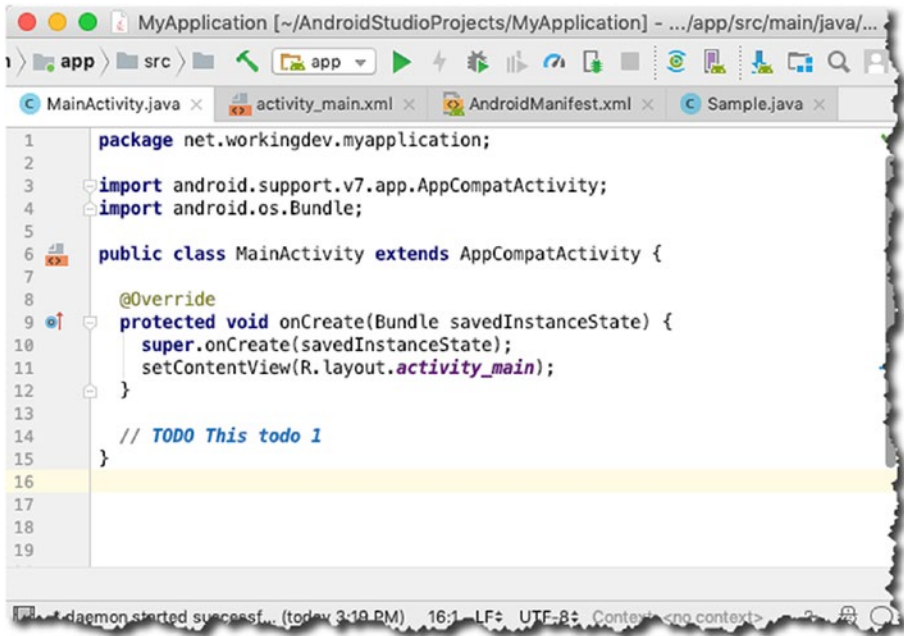 MyApplication [~/AndroidStudioProjects/MyApplication] - .../app/src/main/java/...
app src app
MainActivity.java activity_main.xml AndroidManifest.xml Sample.java
1 package net.workingdev.myapplication;
2
3 import android.support.v7.app.AppCompatActivity;
4 import android.os.Bundle;
5
6 public class MainActivity extends AppCompatActivity {
7
8 @Override
9 protected void onCreate(Bundle savedInstanceState) {
10 super.onCreate(savedInstanceState);
11 setContentView(R.layout.activity_main);
12 }
13
14 // TODO This todo 1
15 }
16
17
18
19
daemon started successf... (today 3:19 PM) 16:1 LF UTF-8 Context: <no context>